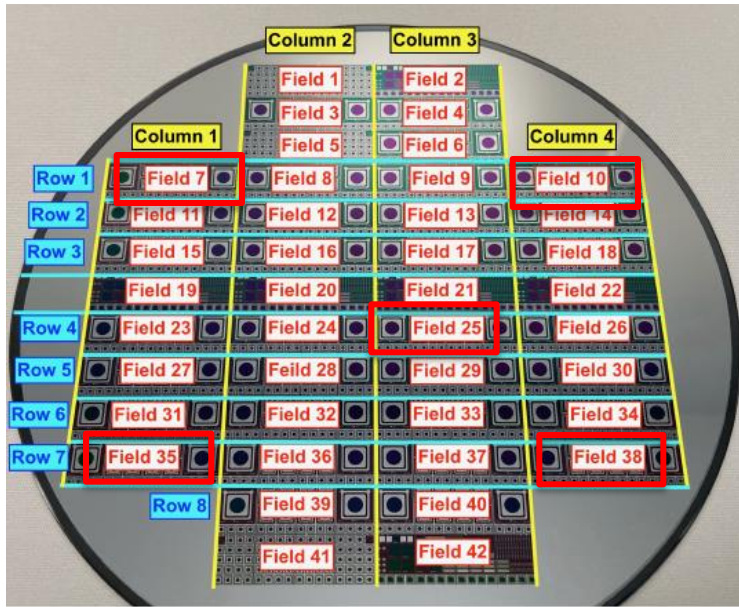 Column 2 Column 3
Field 1 Field 2
Field 3 Field 4
Column 1 Field 5 Field 6 Column 4
Row 1 Field 7 Field 8 Field 9 Field 10
Row 2 Field 11 Field 12 Field 13 Field 14
Row 3 Field 15 Field 16 Field 17 Field 18
Field 19 Field 20 Field 21 Field 22
Row 4 Field 23 Field 24 Field 25 Field 26
Row 5 Field 27 Field 28 Field 29 Field 30
Row 6 Field 31 Field 32 Field 33 Field 34
Row 7 Field 35 Field 36 Field 37 Field 38
Row 8 Field 39 Field 40
Field 41 Field 42